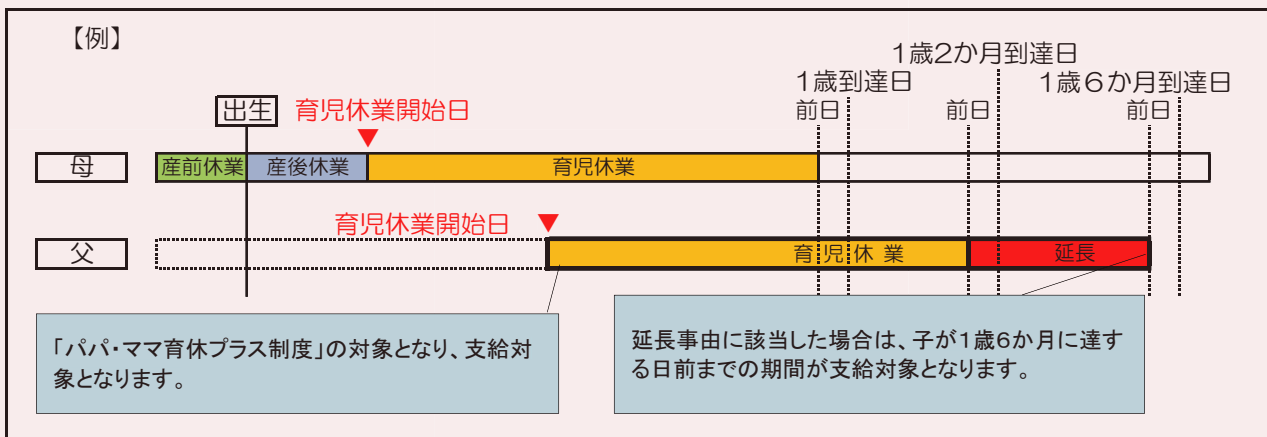 【例】
1歳2か月到達日
1歳到達日
1歳6か月到達日
出生
育児休業開始日
前日
前日
前日
母
産前休業
産後休業
育児休業
育児休業開始日
父
育児休業
延長
「パパ・ママ育休プラス制度」の対象となり、支給対
象となります。
延長事由に該当した場合は、子が1歳6か月に達す
る日前までの期間が支給対象となります。